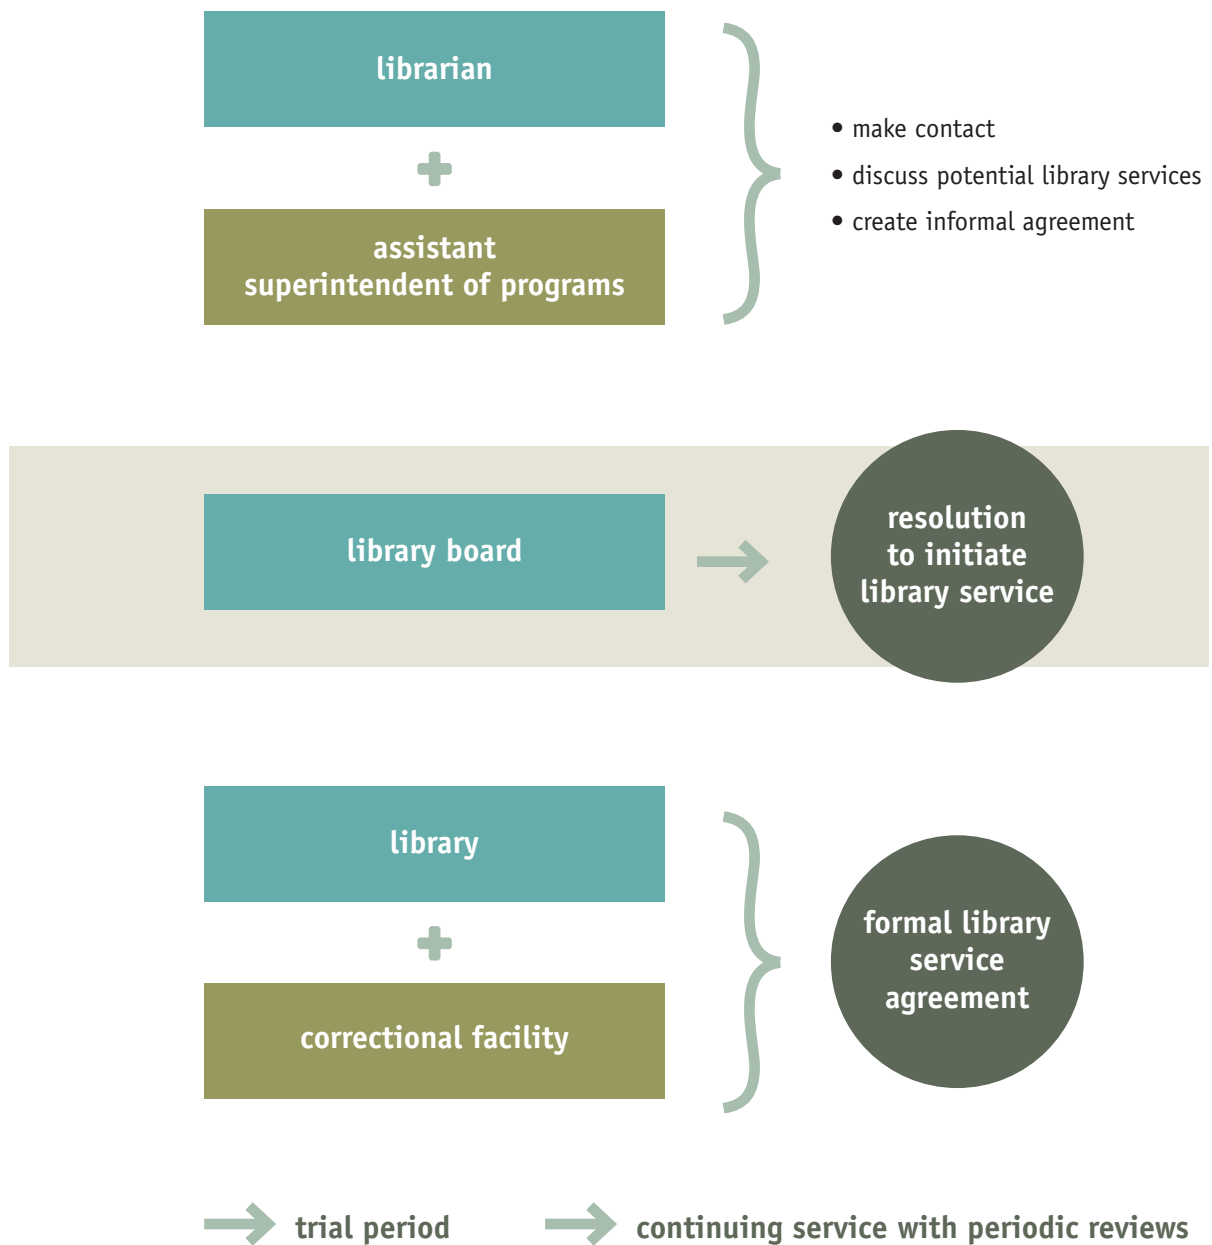 librarian
assistant
superintendent of programs
• make contact
• discuss potential library services
• create informal agreement
library board
resolution
to initiate
library service
library
correctional facility
formal library
service
agreement
trial period
continuing service with periodic reviews